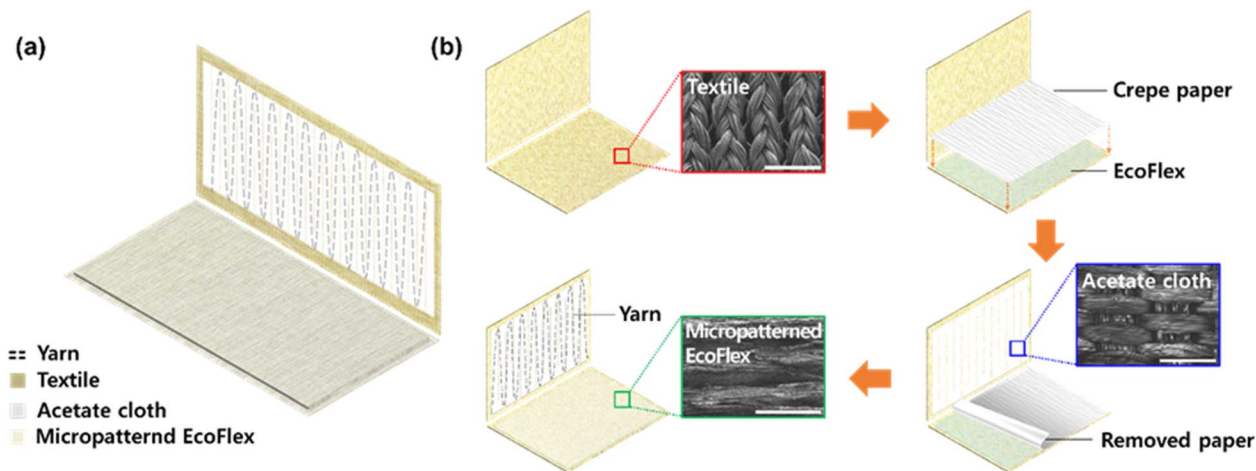 (a)
Yarn
Textile
Acetate cloth
Micropatternd EcoFlex
(b)
Textile
Crepe paper
EcoFlex
Acetate cloth
Removed paper
Yarn
Micropatterned
EcoFlex